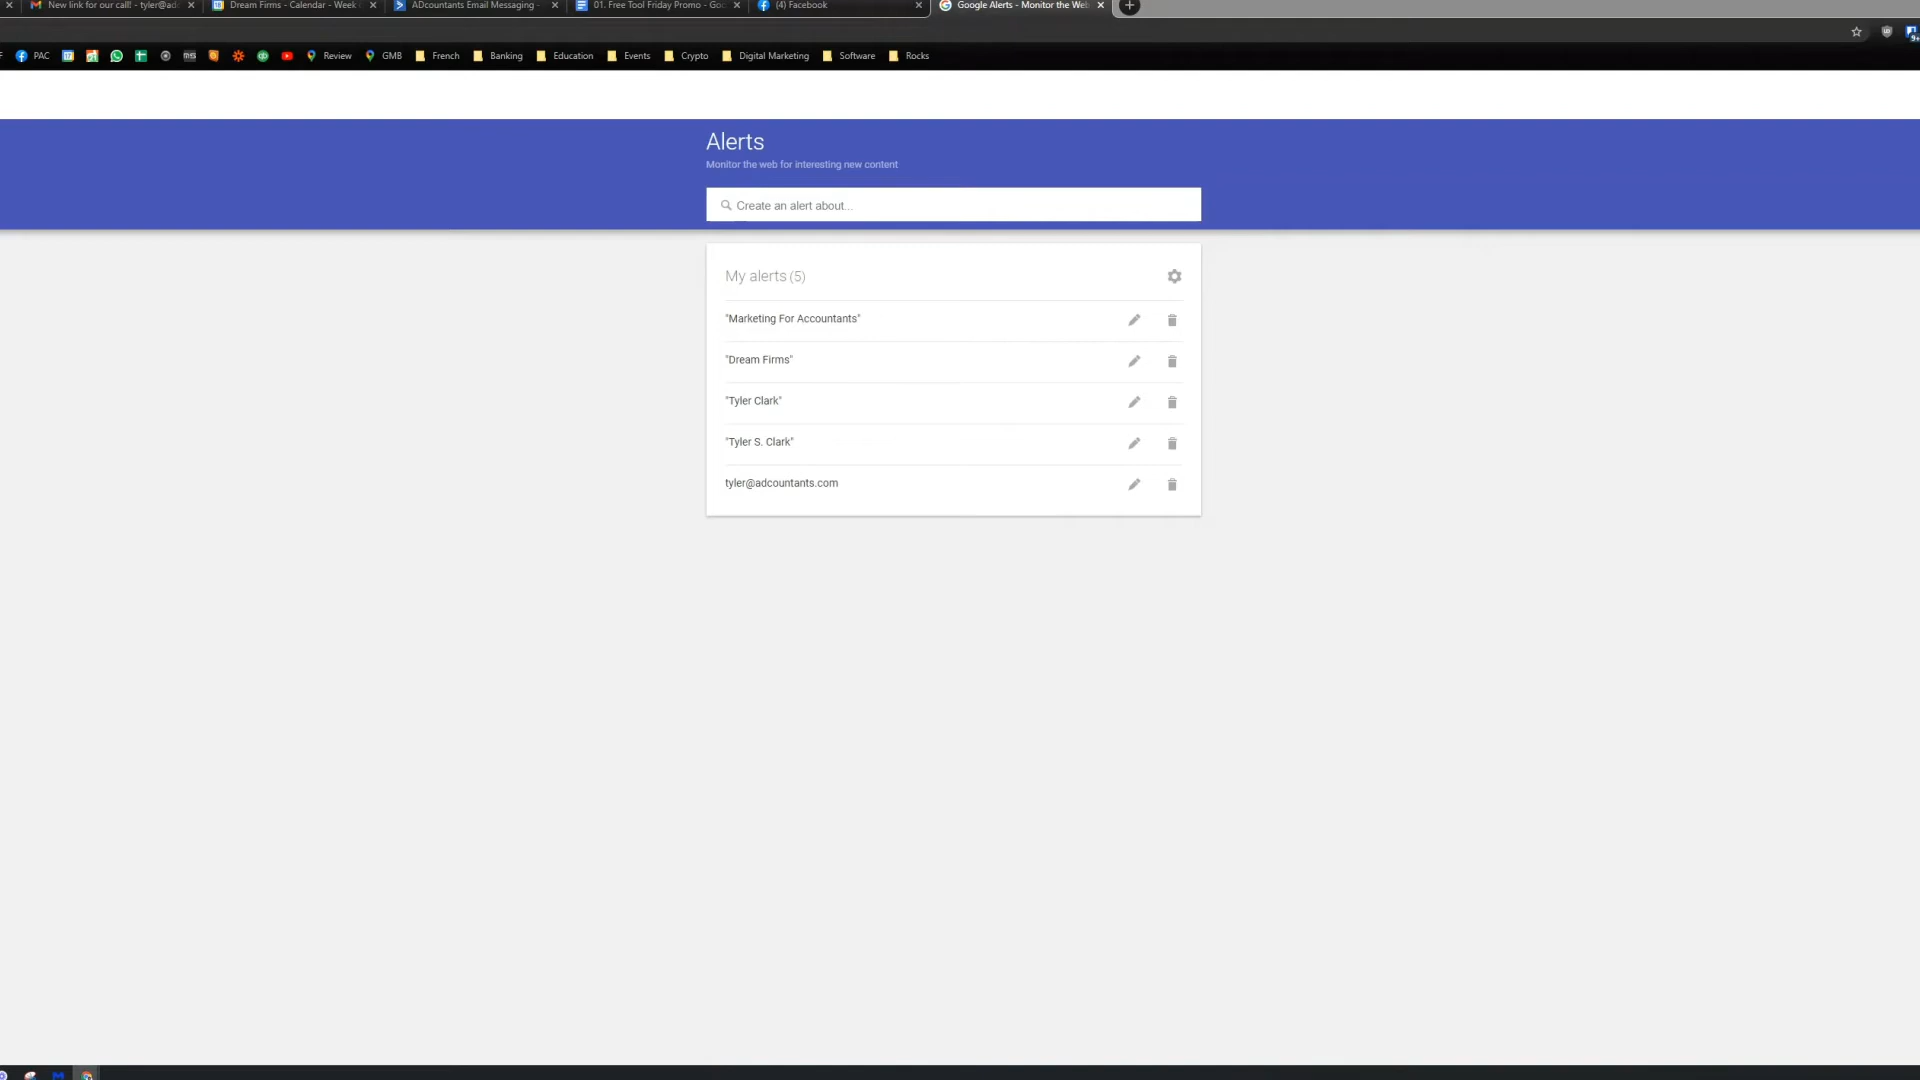 New link for our call! - tyler@ad
Dream Firms - Calendar - Week
ADcountants Email Messaging -
01. Free Tool Friday Promo - Goo
(4) Facebook
Google Alerts - Monitor the Web
PAC Review GMB French Banking Education Events Crypto Digital Marketing Software Rocks
Alerts
Monitor the web for interesting new content
Create an alert about...
My alerts (5)
"Marketing For Accountants"
"Dream Firms"
"Tyler Clark"
"Tyler S. Clark"
tyler@adcountants.com